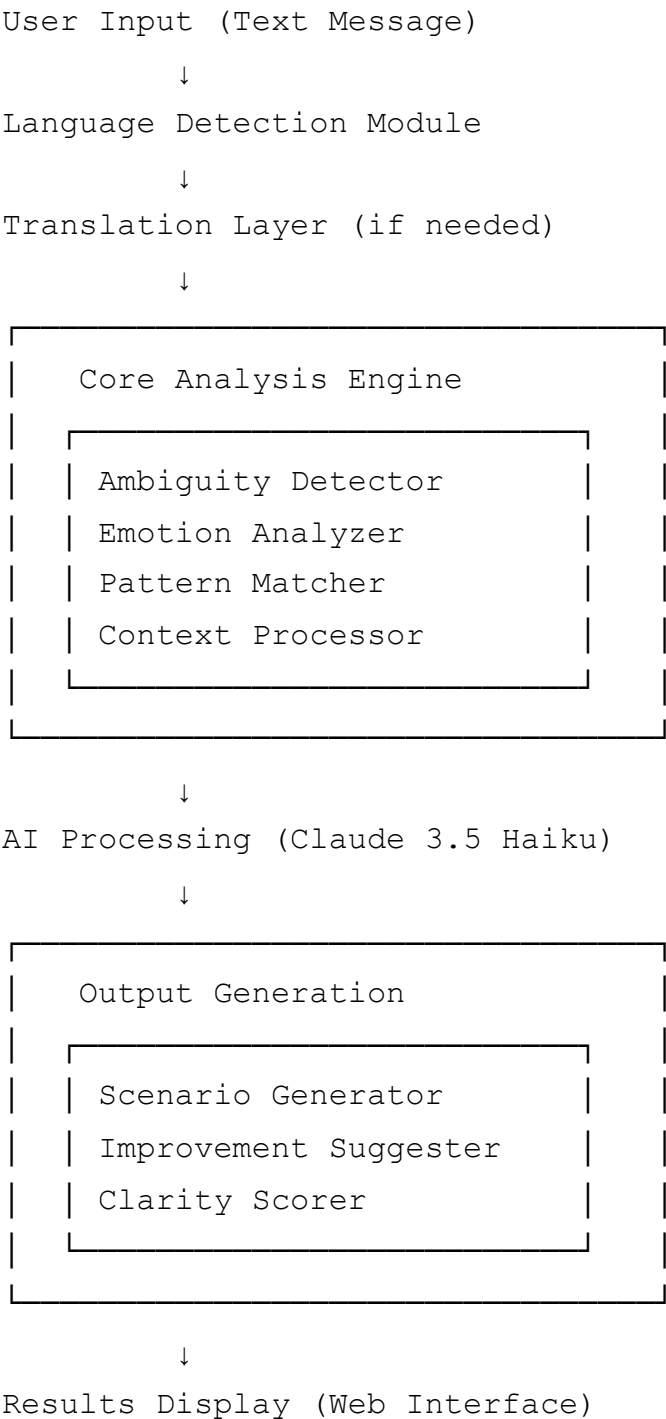 User Input (Text Message)
↓
Language Detection Module
↓
Translation Layer (if needed)
↓
Core Analysis Engine
Ambiguity Detector
Emotion Analyzer
Pattern Matcher
Context Processor
↓
AI Processing (Claude 3.5 Haiku)
↓
Output Generation
Scenario Generator
Improvement Suggester
Clarity Scorer
↓
Results Display (Web Interface)